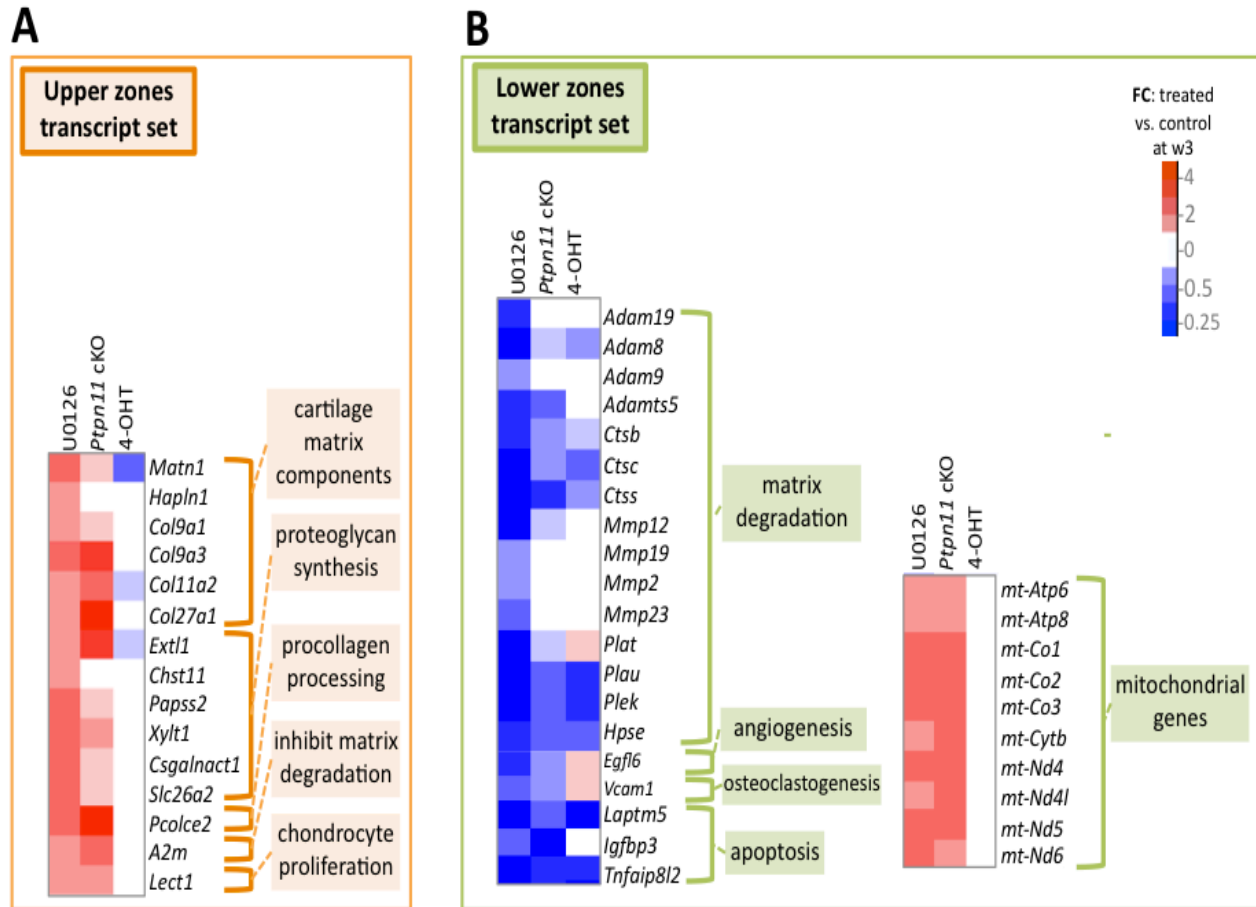 A
B
Upper zones
transcript set
U0126
Ptpn11 cKO
4-OHT
Matn1
Hapln1
Col9a1
Col9a3
Col11a2
Col27a1
Extl1
Chst11
Papss2
Xylt1
Csgalnact1
Slc26a2
Pcolce2
A2m
Lect1
cartilage
matrix
components
proteoglycan
synthesis
procollagen
processing
inhibit matrix
degradation
chondrocyte
proliferation
Lower zones
transcript set
FC: treated
vs. control
at w3
4
2
0
0.5
0.25
U0126
Ptpn11 cKO
4-OHT
Adam19
Adam8
Adam9
Adamts5
Ctsb
Ctsc
Ctss
Mmp12
Mmp19
Mmp2
Mmp23
Plat
Plau
Plek
Hpse
Egfl6
Vcam1
Laptm5
Igfbp3
Tnfaip8l2
matrix
degradation
angiogenesis
osteoclastogenesis
apoptosis
U0126
Ptpn11 cKO
4-OHT
mt-Atp6
mt-Atp8
mt-Co1
mt-Co2
mt-Co3
mt-Cytb
mt-Nd4
mt-Nd4l
mt-Nd5
mt-Nd6
mitochondrial
genes